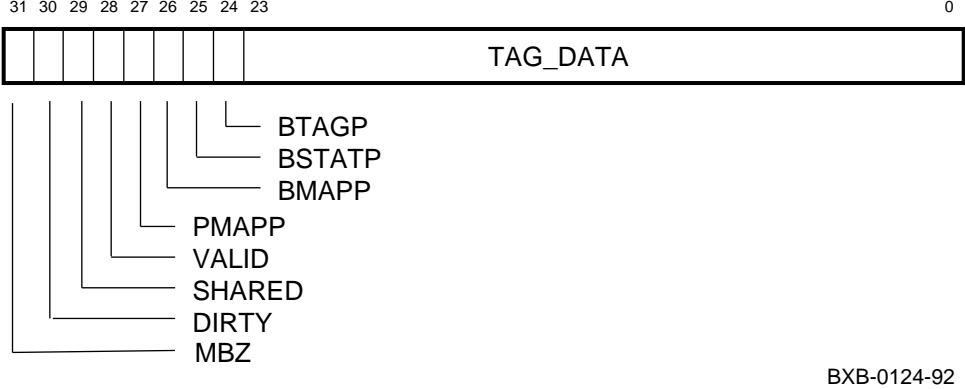 31 30 29 28 27 26 25 24 23 0
TAG_DATA
BTAGP
BSTATP
BMAPP
PMAPP
VALID
SHARED
DIRTY
MBZ
BXB-0124-92